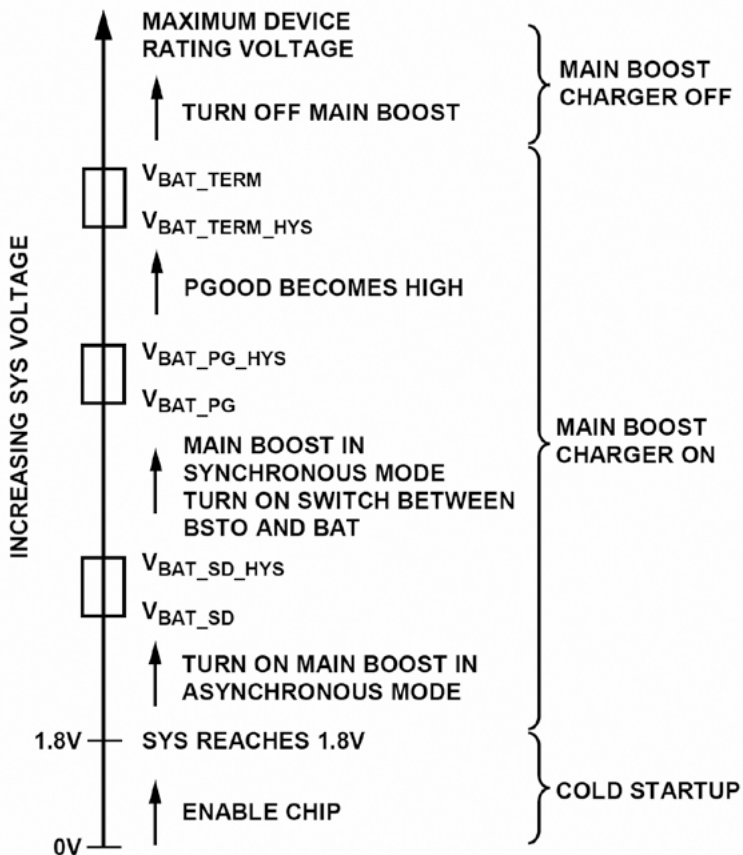 MAXIMUM DEVICE
RATING VOLTAGE
MAIN BOOST
CHARGER OFF
TURN OFF MAIN BOOST
VBAT_TERM
VBAT_TERM_HYS
PGOOD BECOMES HIGH
INCREASING SYS VOLTAGE
VBAT_PG_HYS
VBAT_PG
MAIN BOOST
CHARGER ON
MAIN BOOST IN
SYNCHRONOUS MODE
TURN ON SWITCH BETWEEN
BSTO AND BAT
VBAT_SD_HYS
VBAT_SD
TURN ON MAIN BOOST IN
ASYNCHRONOUS MODE
1.8V
SYS REACHES 1.8V
COLD STARTUP
ENABLE CHIP
0V